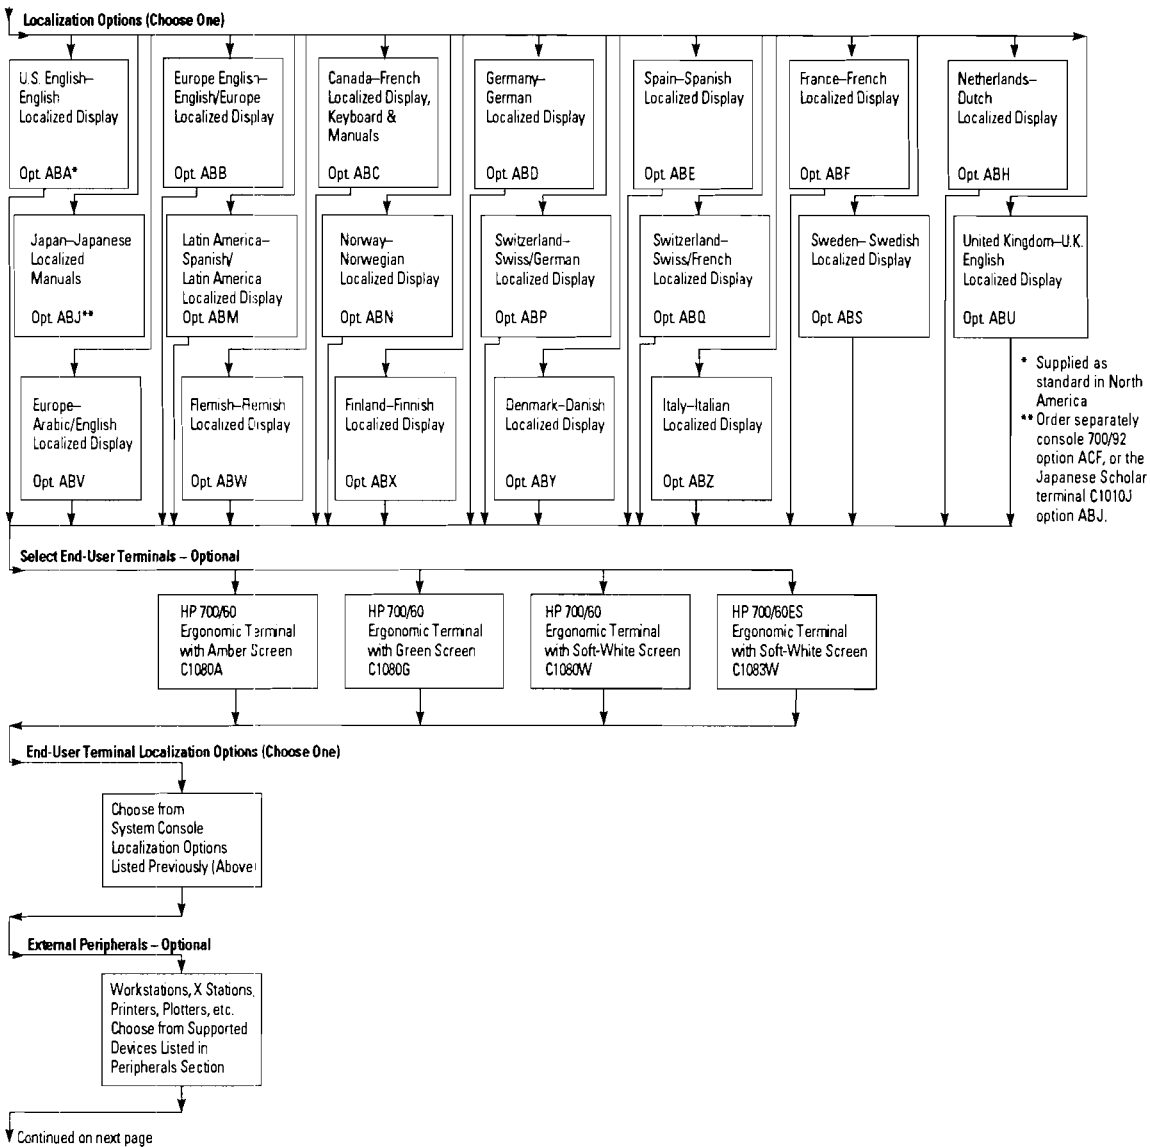 Localization Options (Choose One)
U.S. English–
English
Localized Display
Opt. ABA*
Europe English–
English/Europe
Localized Display
Opt. ABB
Canada–French
Localized Display,
Keyboard &
Manuals
Opt. ABC
Germany–
German
Localized Display
Opt. ABD
Spain–Spanish
Localized Display
Opt. ABE
France–French
Localized Display
Opt. ABF
Netherlands–
Dutch
Localized Display
Opt. ABH
Japan–Japanese
Localized
Manuals
Opt. ABJ**
Latin America–
Spanish/
Latin America
Localized Display
Opt. ABM
Norway–
Norwegian
Localized Display
Opt. ABN
Switzerland–
Swiss/German
Localized Display
Opt. ABP
Switzerland–
Swiss/French
Localized Display
Opt. ABQ
Sweden–Swedish
Localized Display
Opt. ABS
United Kingdom–U.K.
English
Localized Display
Opt. ABU
Europe–
Arabic/English
Localized Display
Opt. ABV
Flemish–Flemish
Localized Display
Opt. ABW
Finland–Finnish
Localized Display
Opt. ABX
Denmark–Danish
Localized Display
Opt. ABY
Italy–Italian
Localized Display
Opt. ABZ
* Supplied as
standard in North
America
** Order separately
console 700/92
option ACF, or the
Japanese Scholar
terminal C1010J
option ABJ.
Select End-User Terminals – Optional
HP 700/60
Ergonomic Terminal
with Amber Screen
C1080A
HP 700/60
Ergonomic Terminal
with Green Screen
C1080G
HP 700/60
Ergonomic Terminal
with Soft-White Screen
C1080W
HP 700/60ES
Ergonomic Terminal
with Soft-White Screen
C1083W
End-User Terminal Localization Options (Choose One)
Choose from
System Console
Localization Options
Listed Previously (Above)
External Peripherals – Optional
Workstations, X Stations,
Printers, Plotters, etc.
Choose from Supported
Devices Listed in
Peripherals Section
Continued on next page